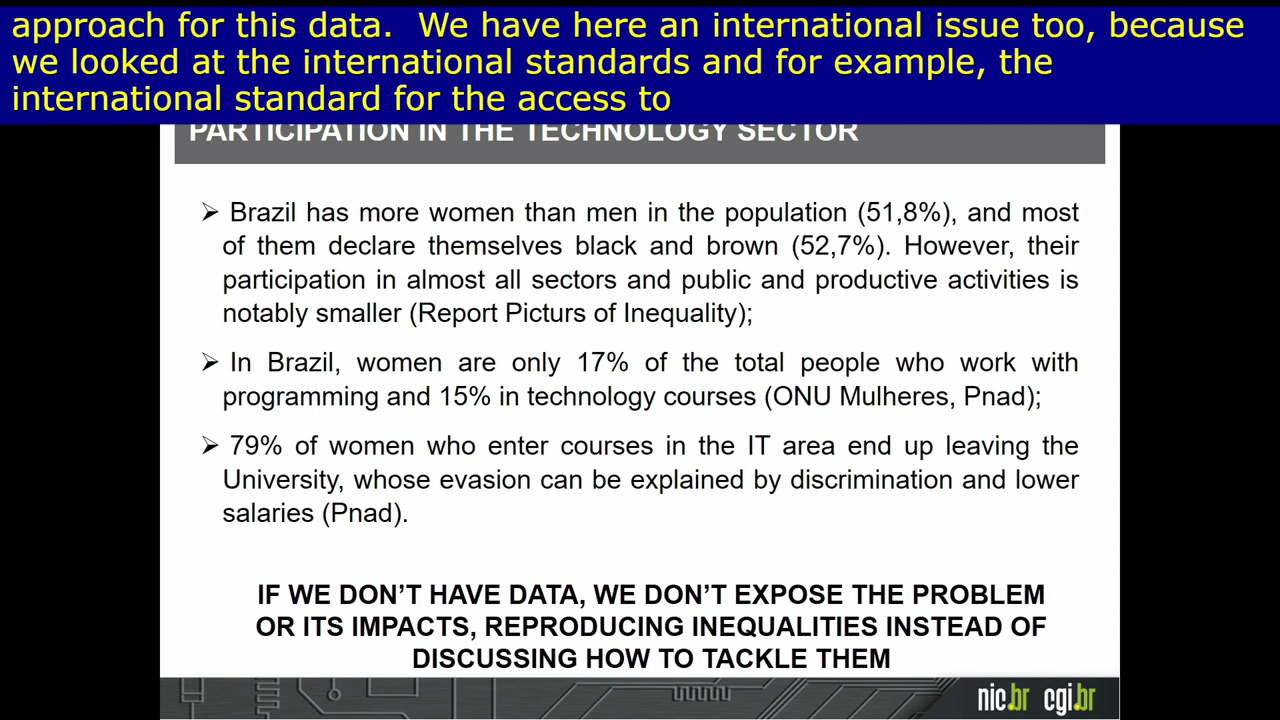 approach for this data.  We have here an international issue too, because
we looked at the international standards and for example, the
international standard for the access to
PARTICIPATION IN THE TECHNOLOGY SECTOR
➢ Brazil has more women than men in the population (51,8%), and most
of them declare themselves black and brown (52,7%). However, their
participation in almost all sectors and public and productive activities is
notably smaller (Report Picturs of Inequality);
➢ In Brazil, women are only 17% of the total people who work with
programming and 15% in technology courses (ONU Mulheres, Pnad);
➢ 79% of women who enter courses in the IT area end up leaving the
University, whose evasion can be explained by discrimination and lower
salaries (Pnad).
IF WE DON’T HAVE DATA, WE DON’T EXPOSE THE PROBLEM
OR ITS IMPACTS, REPRODUCING INEQUALITIES INSTEAD OF
DISCUSSING HOW TO TACKLE THEM
nic.br cgi.br